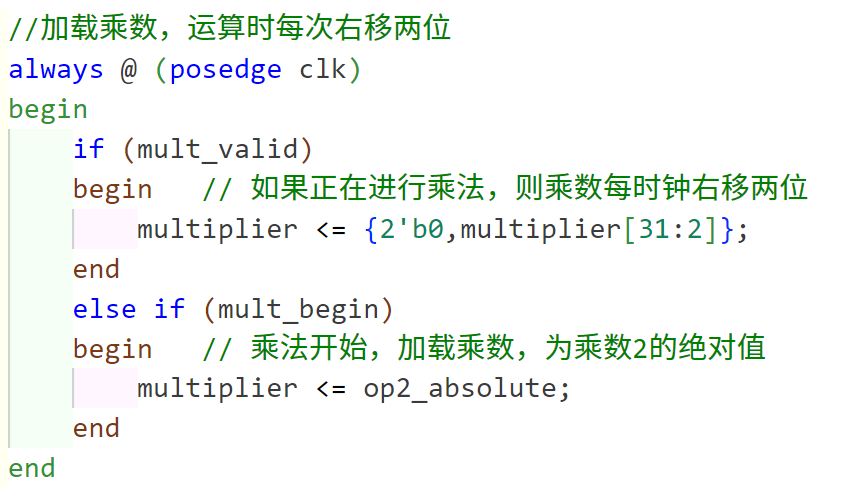 //加载乘数，运算时每次右移两位
always @ (posedge clk)
begin
    if (mult_valid)
    begin   // 如果正在进行乘法，则乘数每时钟右移两位
        multiplier <= {2'b0,multiplier[31:2]};
    end
    else if (mult_begin)
    begin   // 乘法开始，加载乘数，为乘数2的绝对值
        multiplier <= op2_absolute;
    end
end